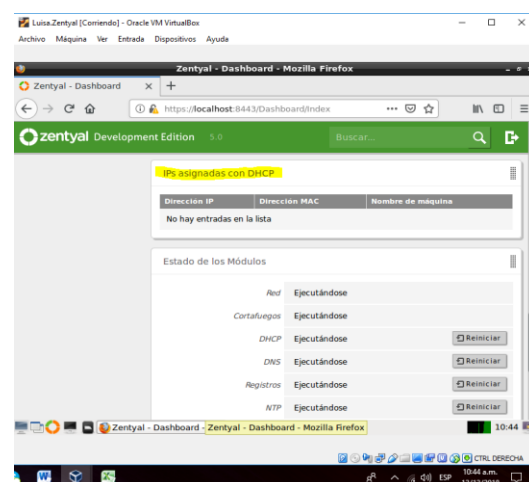 Luisa.Zentyal [Corriendo] - Oracle VM VirtualBox
Archivo Máquina Ver Entrada Dispositivos Ayuda
Zentyal - Dashboard - Mozilla Firefox
Zentyal - Dashboard
https://localhost:8443/Dashboard/Index
zentyal Development Edition 5.0 Buscar...
IPs asignadas con DHCP
Dirección IP Dirección MAC Nombre de máquina
No hay entradas en la lista
Estado de los Módulos
Red Ejecutándose
Cortafuegos Ejecutándose
DHCP Ejecutándose Reiniciar
DNS Ejecutándose Reiniciar
Registros Ejecutándose Reiniciar
NTP Ejecutándose Reiniciar
Zentyal - Dashboard - Zentyal - Dashboard - Mozilla Firefox 10:44
CTRL DERECHA
ESP 10:44 a.m.